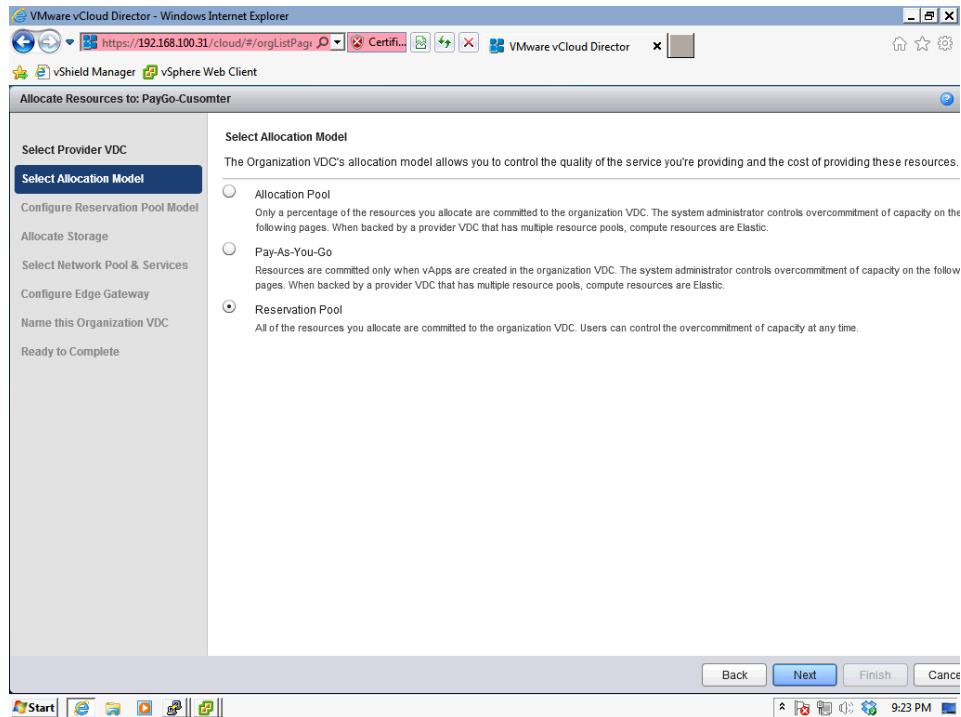 VMware vCloud Director - Windows Internet Explorer
https://192.168.100.31/cloud/#/orgListPage
Certifi...
VMware vCloud Director
vShield Manager vSphere Web Client
Allocate Resources to: PayGo-Cusomter
Select Provider VDC
Select Allocation Model
Configure Reservation Pool Model
Allocate Storage
Select Network Pool & Services
Configure Edge Gateway
Name this Organization VDC
Ready to Complete
Select Allocation Model
The Organization VDC's allocation model allows you to control the quality of the service you're providing and the cost of providing these resources.
Allocation Pool
Only a percentage of the resources you allocate are committed to the organization VDC. The system administrator controls overcommitment of capacity on the
following pages. When backed by a provider VDC that has multiple resource pools, compute resources are Elastic.
Pay-As-You-Go
Resources are committed only when vApps are created in the organization VDC. The system administrator controls overcommitment of capacity on the follow
pages. When backed by a provider VDC that has multiple resource pools, compute resources are Elastic.
Reservation Pool
All of the resources you allocate are committed to the organization VDC. Users can control the overcommitment of capacity at any time.
Back Next Finish Cance
Start 9:23 PM